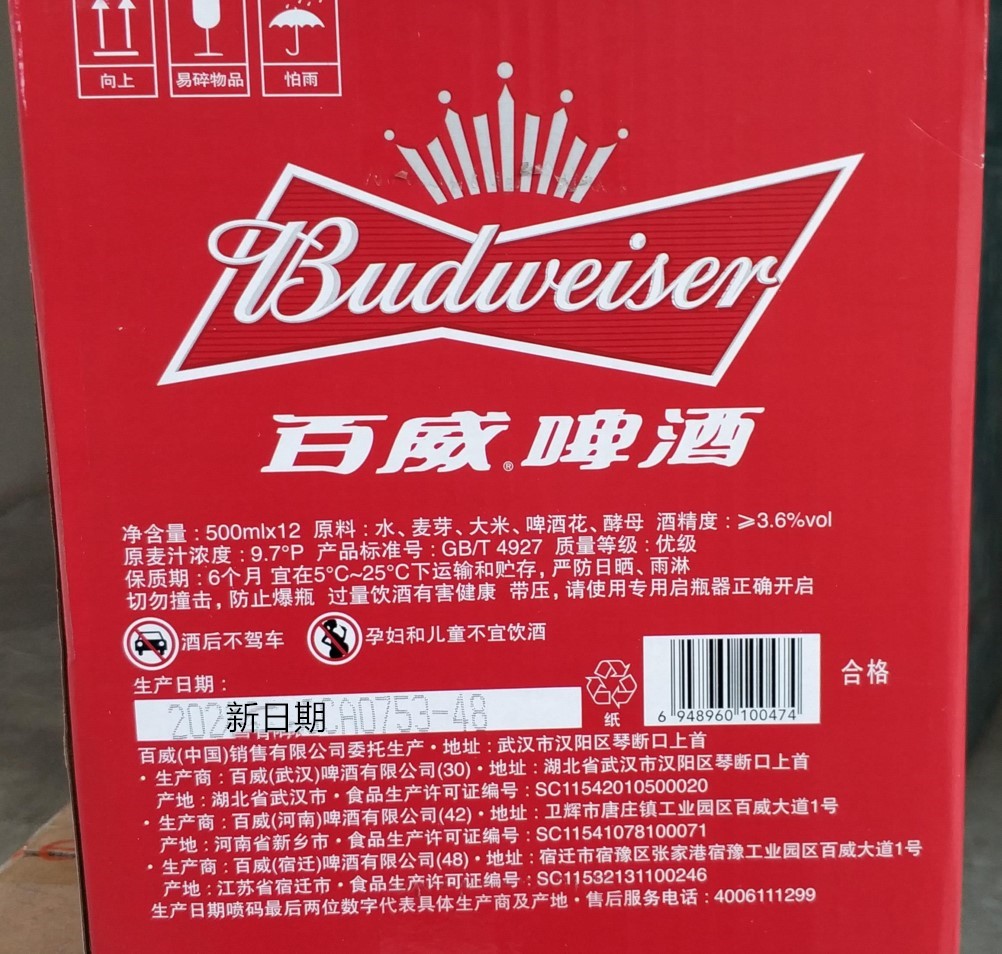 向上 易碎物品 怕雨
Budweiser
百威®啤酒
净含量:500mlx12 原料:水、麦芽、大米、啤酒花、酵母 酒精度:≥3.6%vol
原麦汁浓度:9.7°P 产品标准号:GB/T 4927 质量等级:优级
保质期:6个月 宜在5°C~25°C下运输和贮存,严防日晒、雨淋
切勿撞击,防止爆瓶 过量饮酒有害健康 带压,请使用专用启瓶器正确开启
酒后不驾车 孕妇和儿童不宜饮酒
生产日期:
202 新日期 CA0753-48
纸
6 948960 100474
合格
百威(中国)销售有限公司委托生产·地址:武汉市汉阳区琴断口上首
·生产商:百威(武汉)啤酒有限公司(30)·地址:湖北省武汉市汉阳区琴断口上首
产地:湖北省武汉市·食品生产许可证编号:SC11542010500020
·生产商:百威(河南)啤酒有限公司(42)·地址:卫辉市唐庄镇工业园区百威大道1号
产地:河南省新乡市·食品生产许可证编号:SC11541078100071
·生产商:百威(宿迁)啤酒有限公司(48)·地址:宿迁市宿豫区张家港宿豫工业园区百威大道1号
产地:江苏省宿迁市·食品生产许可证编号:SC11532131100246
生产日期喷码最后两位数字代表具体生产商及产地·售后服务电话:4006111299